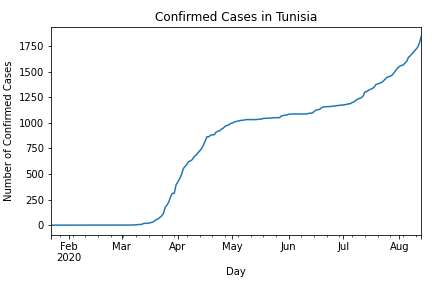 Confirmed Cases in Tunisia
Number of Confirmed Cases
1750
1500
1250
1000
750
500
250
0
Feb Mar Apr May Jun Jul Aug
2020
Day